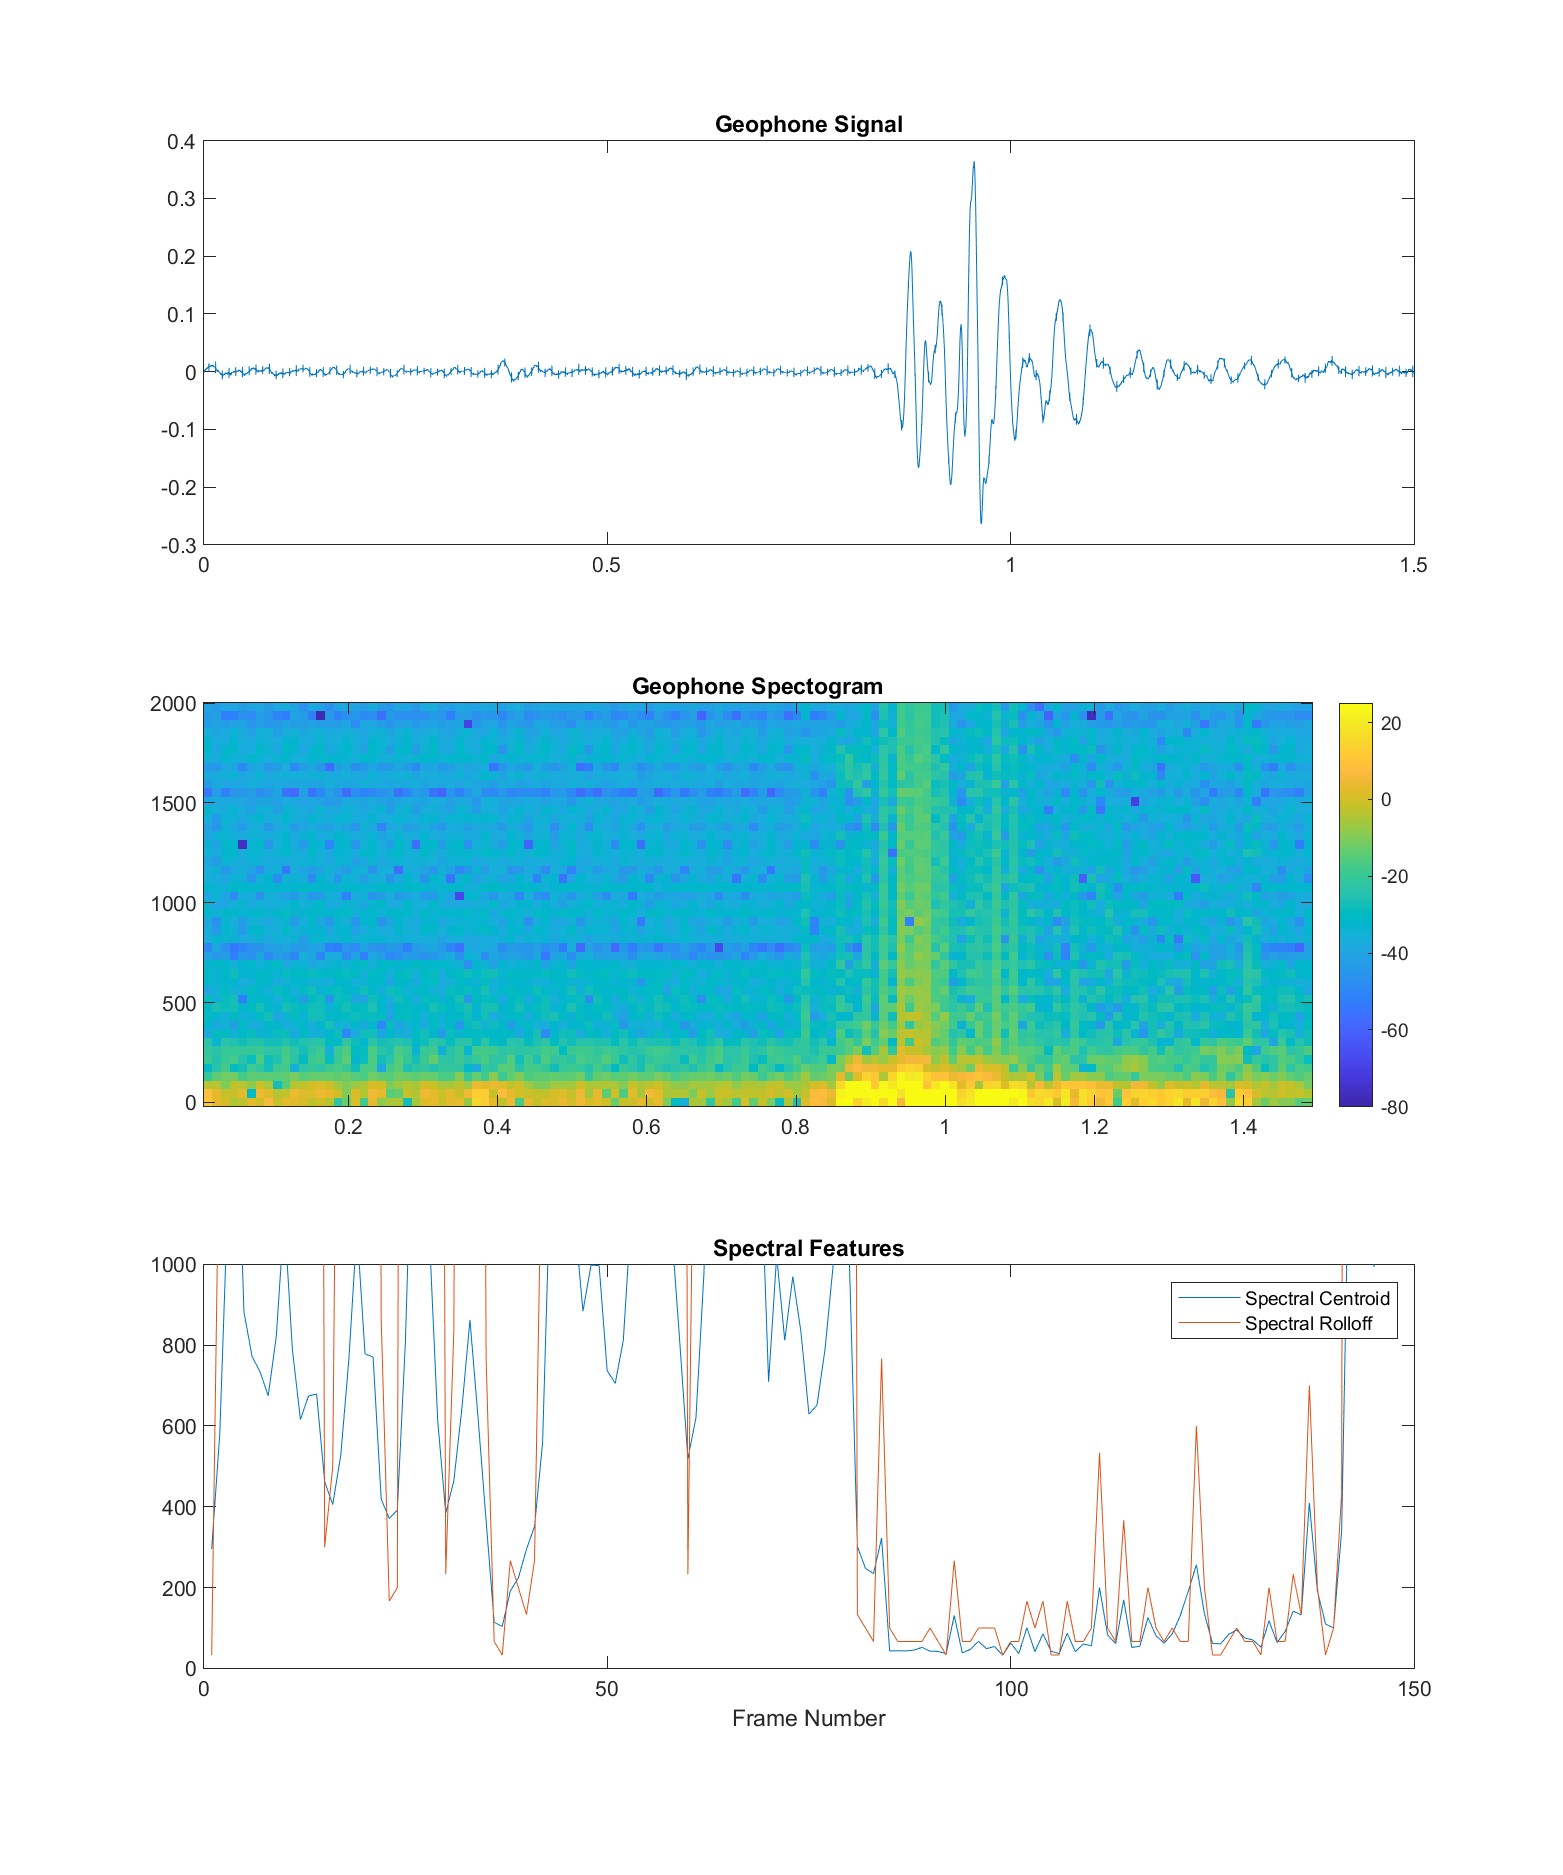 Geophone Signal
0.4
0.3
0.2
0.1
0
-0.1
-0.2
-0.3
0 0.5 1 1.5
Geophone Spectogram
2000
1500
1000
500
0
0.2 0.4 0.6 0.8 1 1.2 1.4
20
0
-20
-40
-60
-80
Spectral Features
1000
800
600
400
200
0
Spectral Centroid
Spectral Rolloff
0 50 100 150
Frame Number